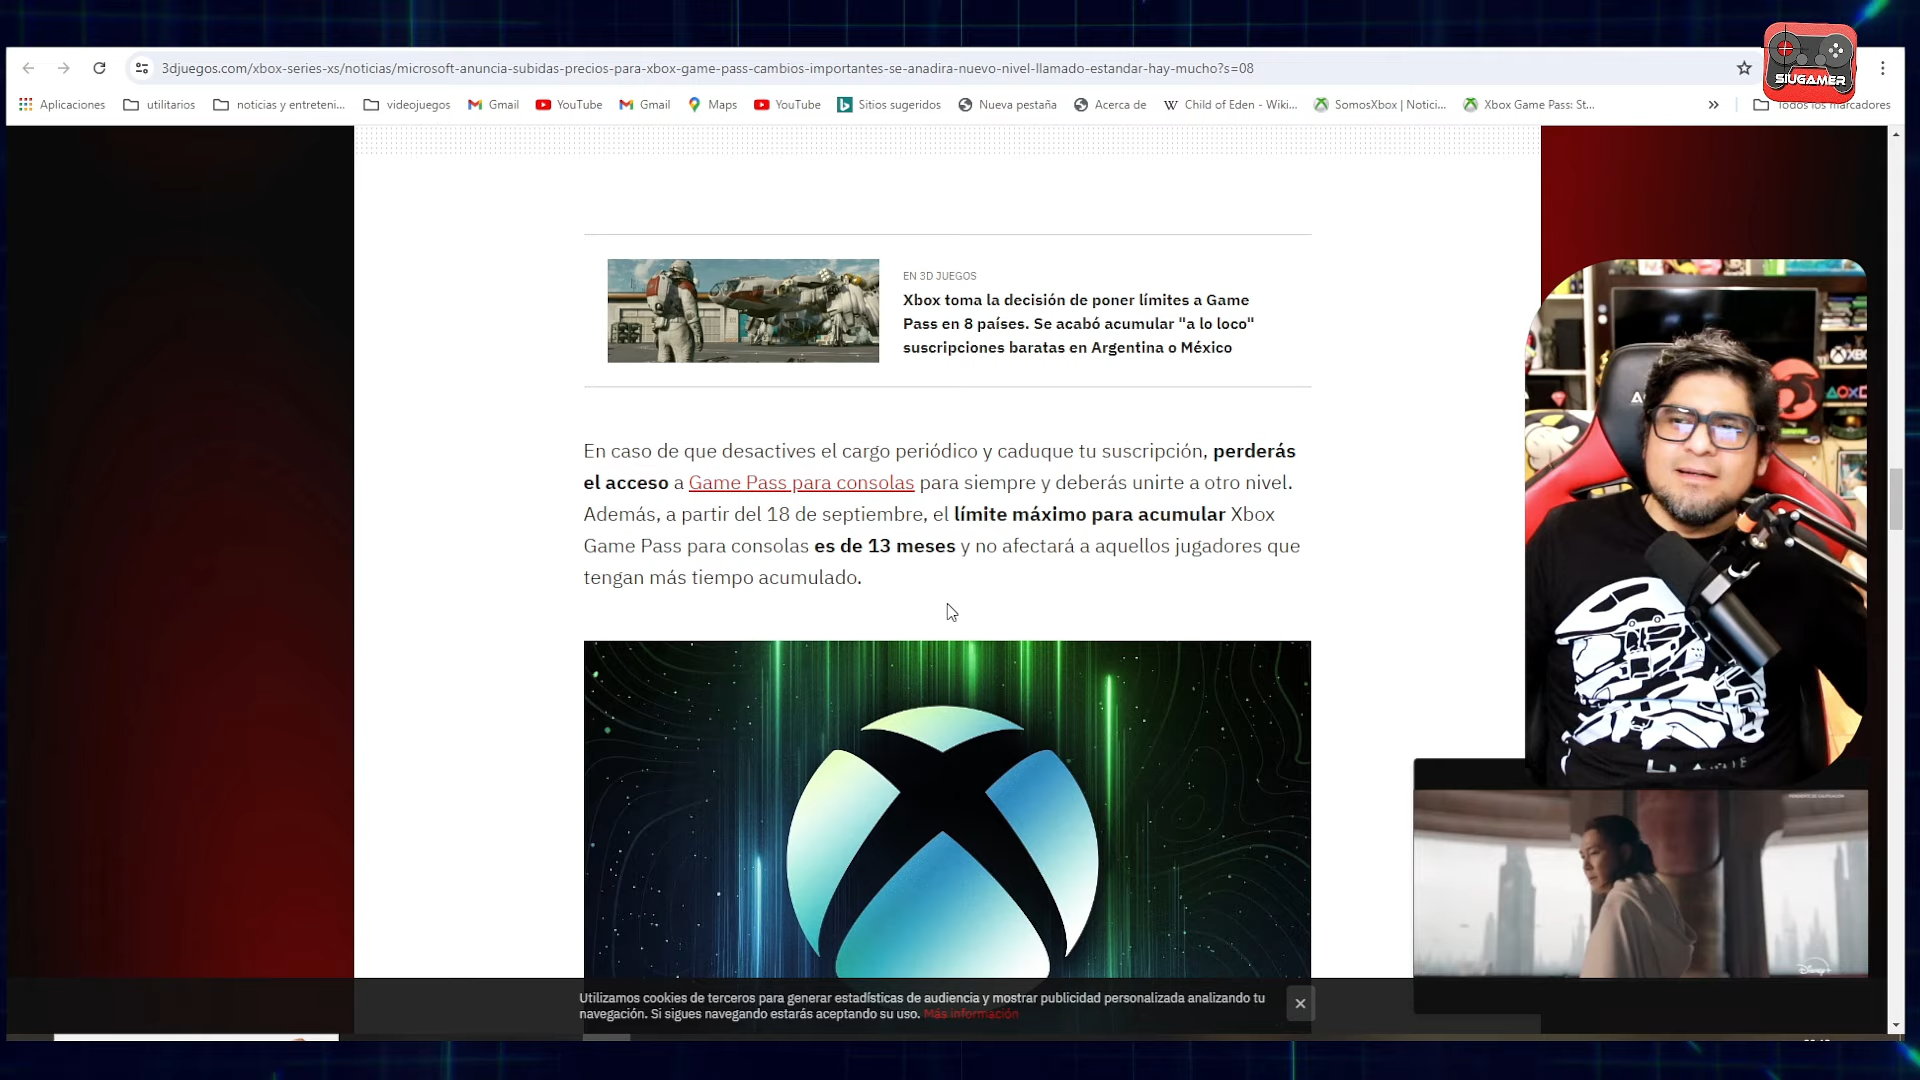 SIUGAMER
3djuegos.com/xbox-series-xs/noticias/microsoft-anuncia-subidas-precios-para-xbox-game-pass-cambios-importantes-se-anadira-nuevo-nivel-llamado-estandar-hay-mucho?s=08
Aplicaciones utilitarios noticias y entreteni... videojuegos Gmail YouTube Gmail Maps YouTube Sitios sugeridos Nueva pestaña Acerca de Child of Eden - Wiki... SomosXbox | Notici... Xbox Game Pass: St... » Todos los marcadores
EN 3D JUEGOS
Xbox toma la decisión de poner límites a Game
Pass en 8 países. Se acabó acumular "a lo loco"
suscripciones baratas en Argentina o México
En caso de que desactives el cargo periódico y caduque tu suscripción, perderás
el acceso a Game Pass para consolas para siempre y deberás unirte a otro nivel.
Además, a partir del 18 de septiembre, el límite máximo para acumular Xbox
Game Pass para consolas es de 13 meses y no afectará a aquellos jugadores que
tengan más tiempo acumulado.
Disney+
Utilizamos cookies de terceros para generar estadísticas de audiencia y mostrar publicidad personalizada analizando tu
navegación. Si sigues navegando estarás aceptando su uso. Más información